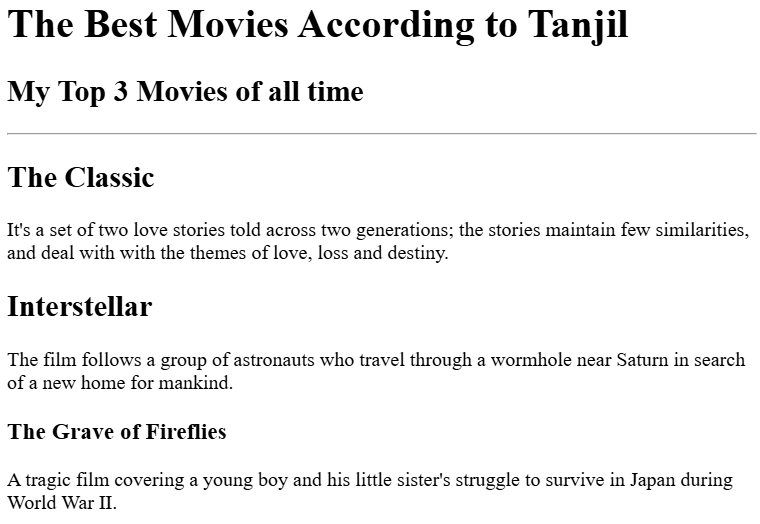 The Best Movies According to Tanjil
My Top 3 Movies of all time
The Classic
It's a set of two love stories told across two generations; the stories maintain few similarities,
and deal with with the themes of love, loss and destiny.
Interstellar
The film follows a group of astronauts who travel through a wormhole near Saturn in search
of a new home for mankind.
The Grave of Fireflies
A tragic film covering a young boy and his little sister's struggle to survive in Japan during
World War II.